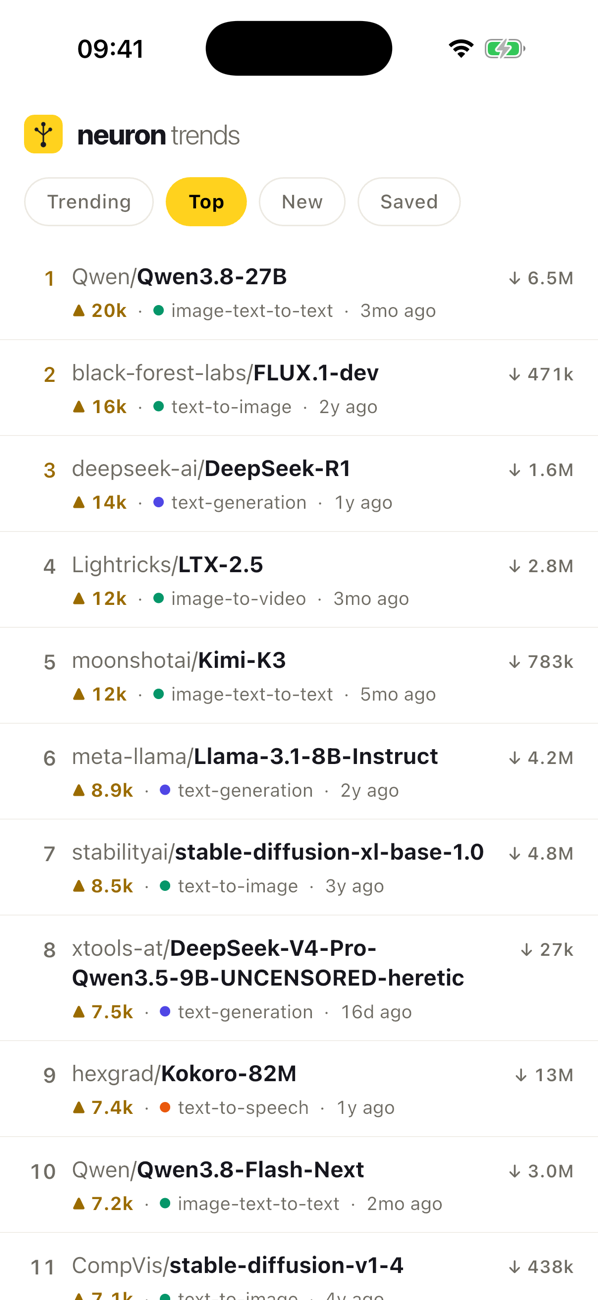 09:41
neuron trends
Trending Top New Saved
1 Qwen/Qwen3.8-27B ↓ 6.5M
▲ 20k · image-text-to-text · 3mo ago
2 black-forest-labs/FLUX.1-dev ↓ 471k
▲ 16k · text-to-image · 2y ago
3 deepseek-ai/DeepSeek-R1 ↓ 1.6M
▲ 14k · text-generation · 1y ago
4 Lightricks/LTX-2.5 ↓ 2.8M
▲ 12k · image-to-video · 3mo ago
5 moonshotai/Kimi-K3 ↓ 783k
▲ 12k · image-text-to-text · 5mo ago
6 meta-llama/Llama-3.1-8B-Instruct ↓ 4.2M
▲ 8.9k · text-generation · 2y ago
7 stabilityai/stable-diffusion-xl-base-1.0 ↓ 4.8M
▲ 8.5k · text-to-image · 3y ago
8 xtools-at/DeepSeek-V4-Pro- ↓ 27k
Qwen3.5-9B-UNCENSORED-heretic
▲ 7.5k · text-generation · 16d ago
9 hexgrad/Kokoro-82M ↓ 13M
▲ 7.4k · text-to-speech · 1y ago
10 Qwen/Qwen3.8-Flash-Next ↓ 3.0M
▲ 7.2k · image-text-to-text · 2mo ago
11 CompVis/stable-diffusion-v1-4 ↓ 438k
▲ 7.1k · text-to-image · 4y ago